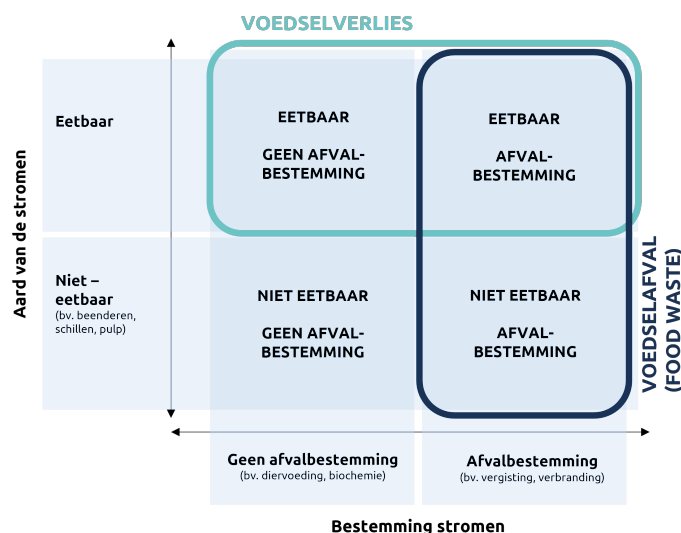 VOEDSELVERLIES
Aard van de stromen
Eetbaar
EETBAAR
GEEN AFVAL-
BESTEMMING
EETBAAR
AFVAL-
BESTEMMING
Niet –
eetbaar
(bv. beenderen,
schillen, pulp)
NIET EETBAAR
GEEN AFVAL-
BESTEMMING
NIET EETBAAR
AFVAL-
BESTEMMING
VOEDSELAFVAL
(FOOD WASTE)
Geen afvalbestemming
(bv. diervoeding, biochemie)
Afvalbestemming
(bv. vergisting, verbranding)
Bestemming stromen